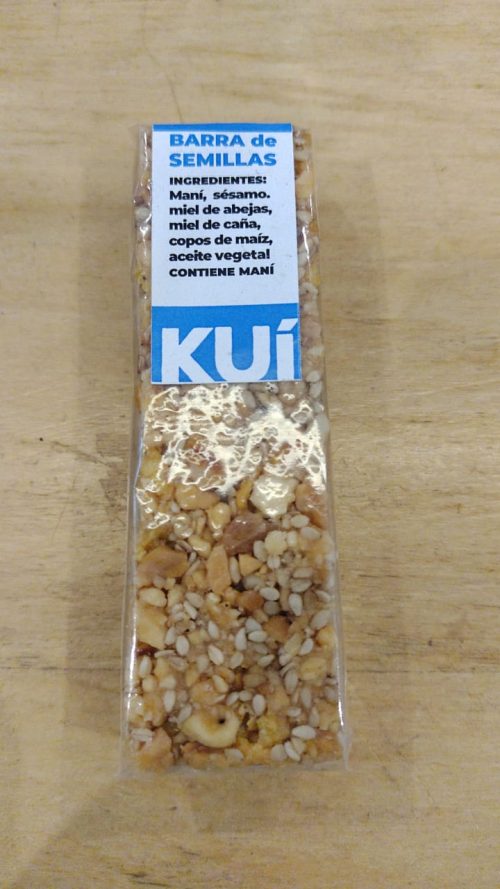 BARRA de
SEMILLAS
INGREDIENTES:
Maní, sésamo.
miel de abejas,
miel de caña,
copos de maíz,
aceite vegetal
CONTIENE MANÍ
KUÍ